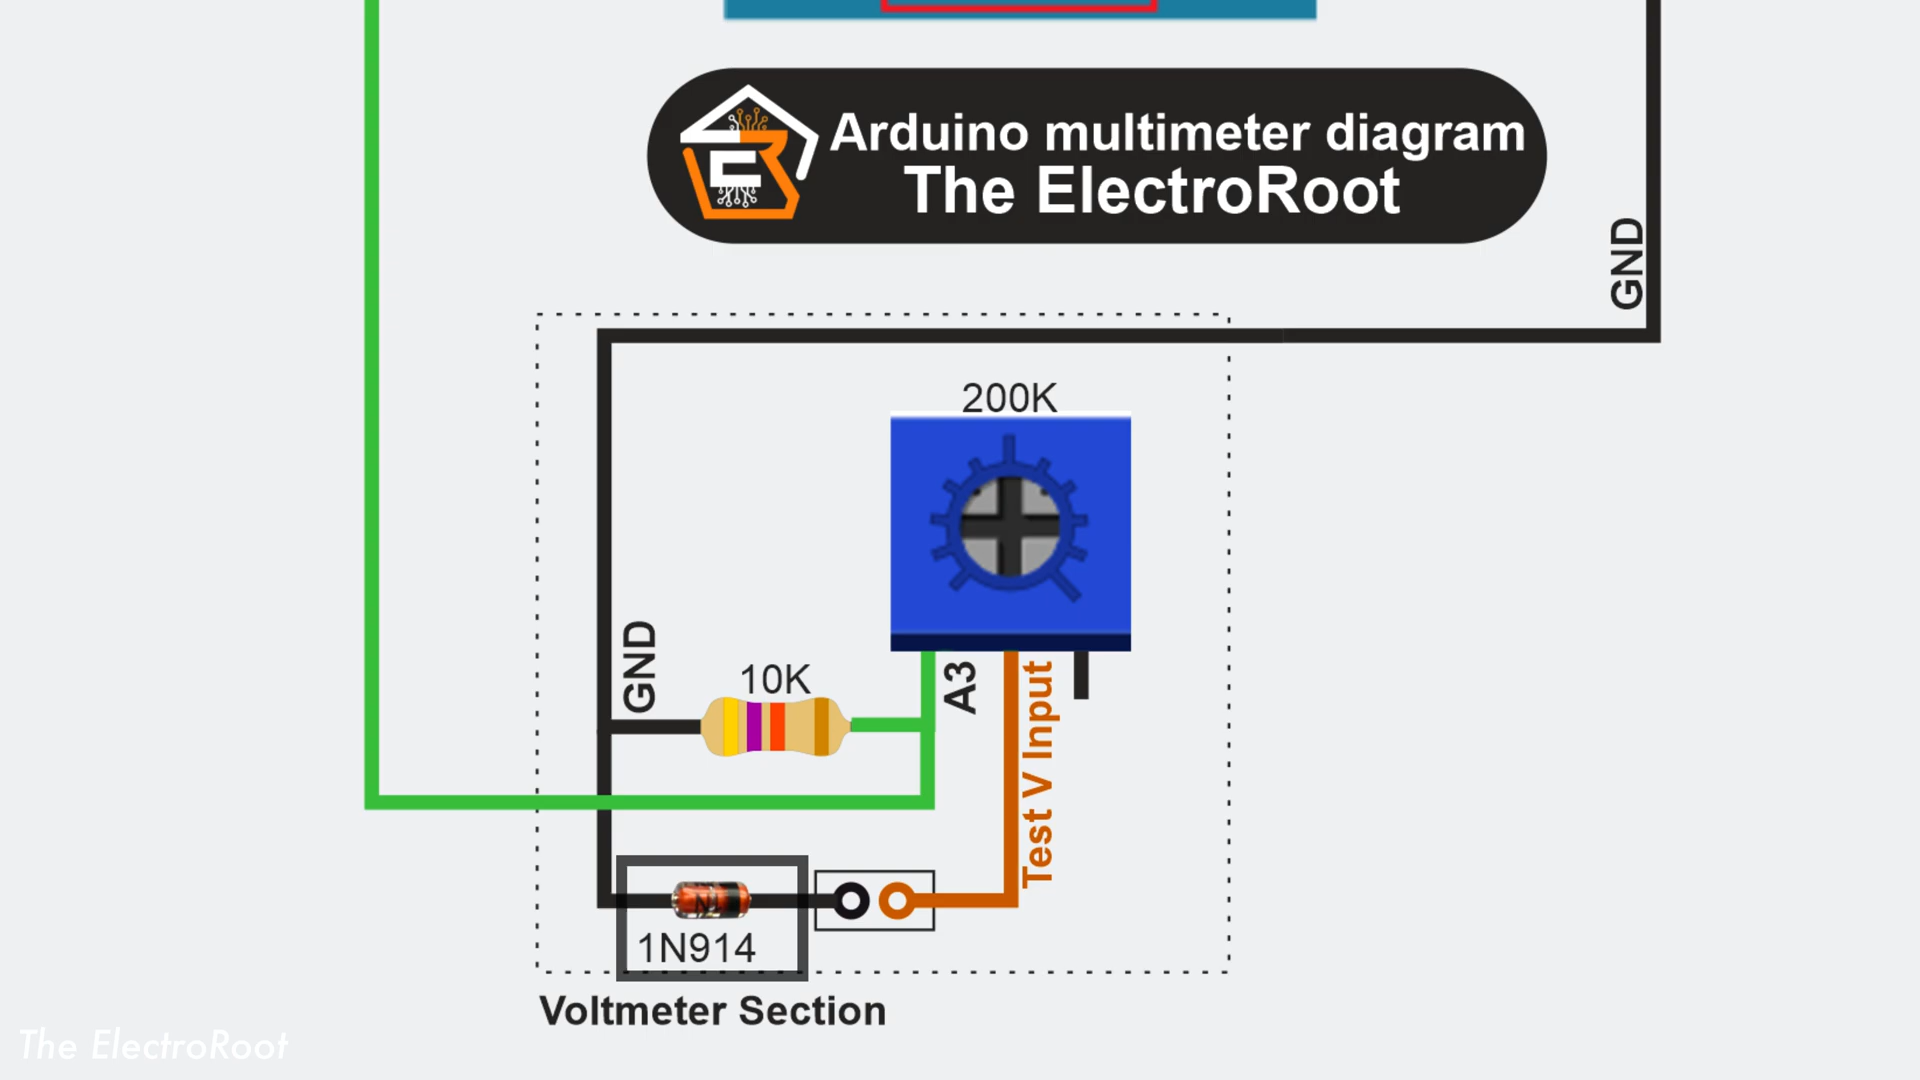 Arduino multimeter diagram
The ElectroRoot
GND
200K
GND
10K
A3
Test V Input
1N914
Voltmeter Section
The ElectroRoot